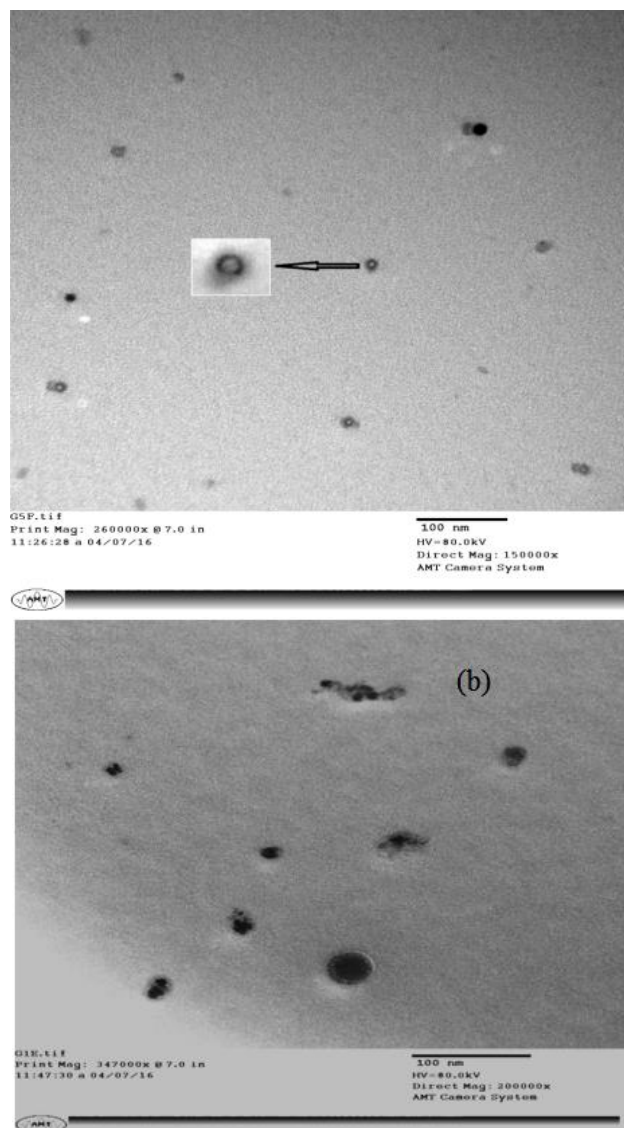 G5F.tif
Print Mag: 260000x @ 7.0 in
11:26:28 a 04/07/16
100 nm
HV=80.0kV
Direct Mag: 150000x
AMT Camera System
AMT
(b)
G1E.tif
Print Mag: 347000x @ 7.0 in
11:47:30 a 04/07/16
100 nm
HV=80.0kV
Direct Mag: 200000x
AMT Camera System
AMT